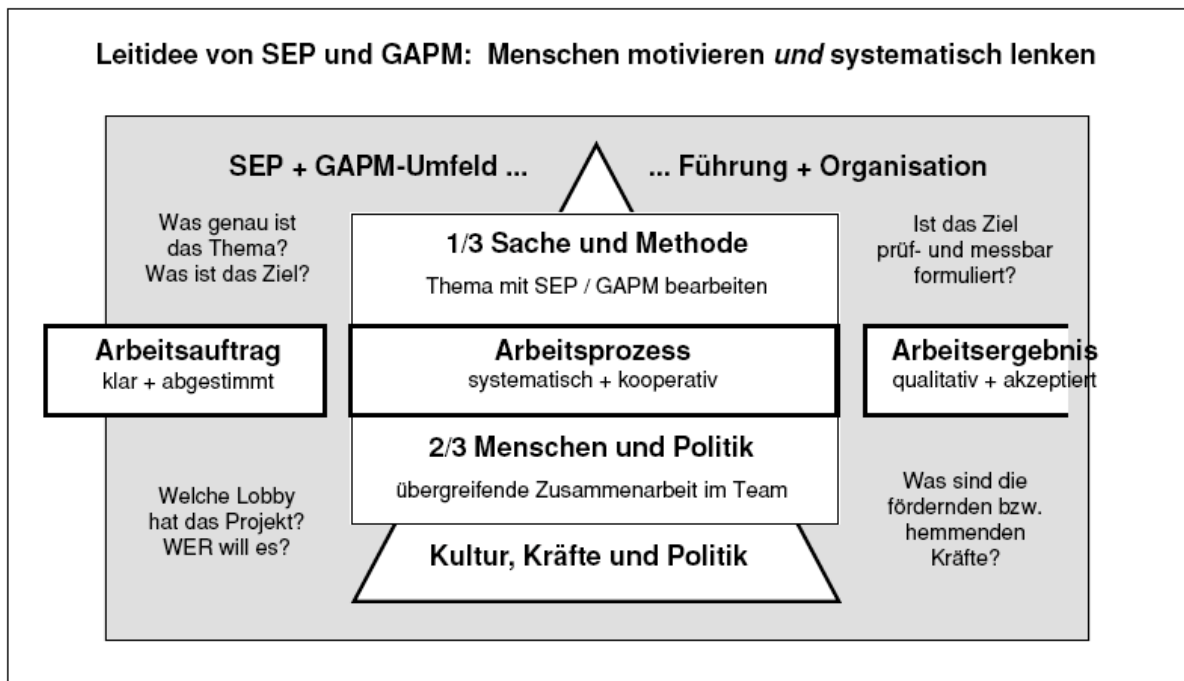 Leitidee von SEP und GAPM: Menschen motivieren und systematisch lenken
SEP + GAPM-Umfeld ...
... Führung + Organisation
Was genau ist
das Thema?
Was ist das Ziel?
1/3 Sache und Methode
Thema mit SEP / GAPM bearbeiten
Ist das Ziel
prüf- und messbar
formuliert?
Arbeitsauftrag
klar + abgestimmt
Arbeitsprozess
systematisch + kooperativ
Arbeitsergebnis
qualitativ + akzeptiert
Welche Lobby
hat das Projekt?
WER will es?
2/3 Menschen und Politik
übergreifende Zusammenarbeit im Team
Kultur, Kräfte und Politik
Was sind die
fördernden bzw.
hemmenden
Kräfte?